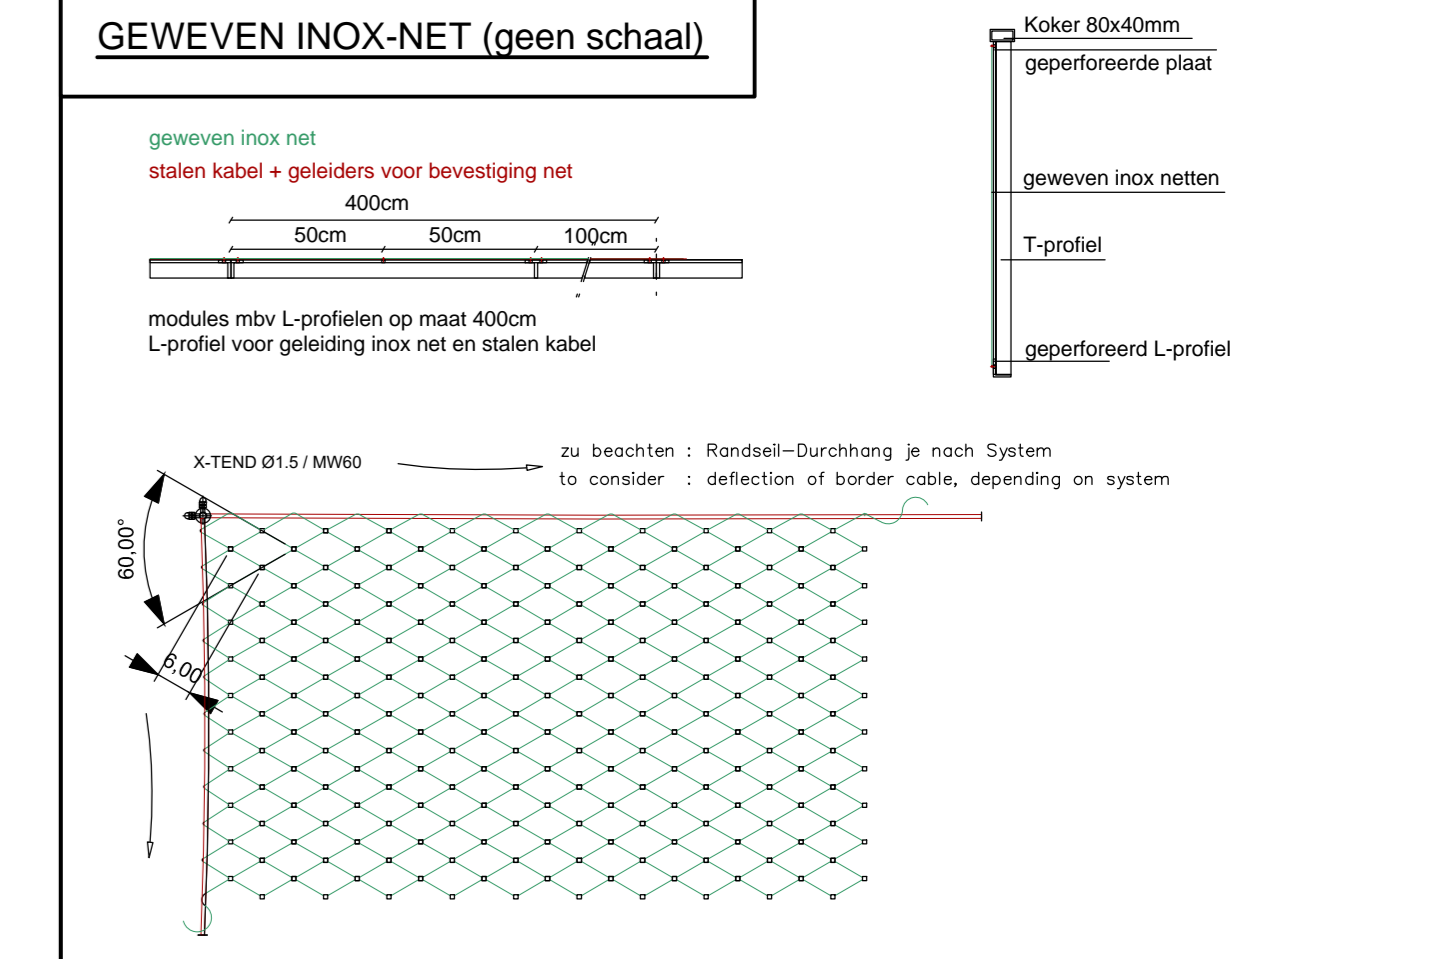 GEWEVEN INOX-NET (geen schaal)
geweven inox net
stalen kabel + geleiders voor bevestiging net
400cm
50cm 50cm 100cm
modules mbv L-profielen op maat 400cm
L-profiel voor geleiding inox net en stalen kabel
Koker 80x40mm
geperforeerde plaat
geweven inox netten
T-profiel
geperforeerd L-profiel
X-TEND Ø1.5 / MW60
zu beachten : Randseil-Durchhang je nach System
to consider : deflection of border cable, depending on system
60,00°
6,00